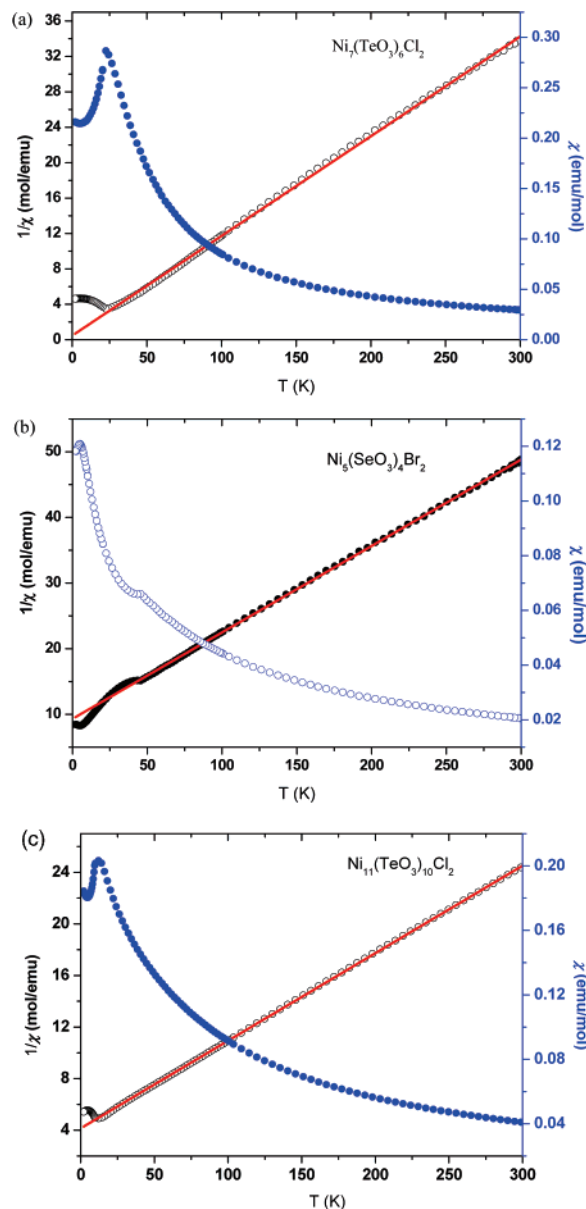 (a)
Ni₇(TeO₃)₆Cl₂
1/χ (mol/emu)
36
32
28
24
20
16
12
8
4
0
0.30
0.25
0.20
0.15
0.10
0.05
0.00
χ (emu/mol)
0 50 100 150 200 250 300
T (K)
(b)
Ni₅(SeO₃)₄Br₂
1/χ (mol/emu)
50
40
30
20
10
0.12
0.10
0.08
0.06
0.04
0.02
χ (emu/mol)
0 50 100 150 200 250 300
T (K)
(c)
Ni₁₁(TeO₃)₁₀Cl₂
1/χ (mol/emu)
24
20
16
12
8
4
0.20
0.16
0.12
0.08
0.04
χ (emu/mol)
0 50 100 150 200 250 300
T (K)